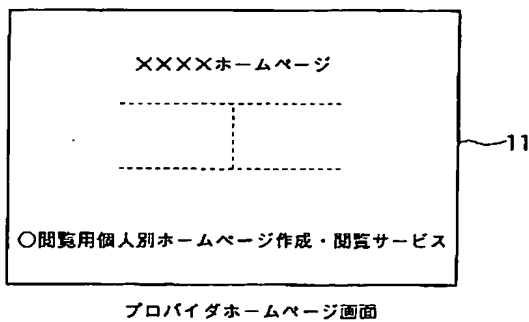 ××××ホームページ
11
○閲覧用個人別ホームページ作成・閲覧サービス
プロバイダホームページ画面